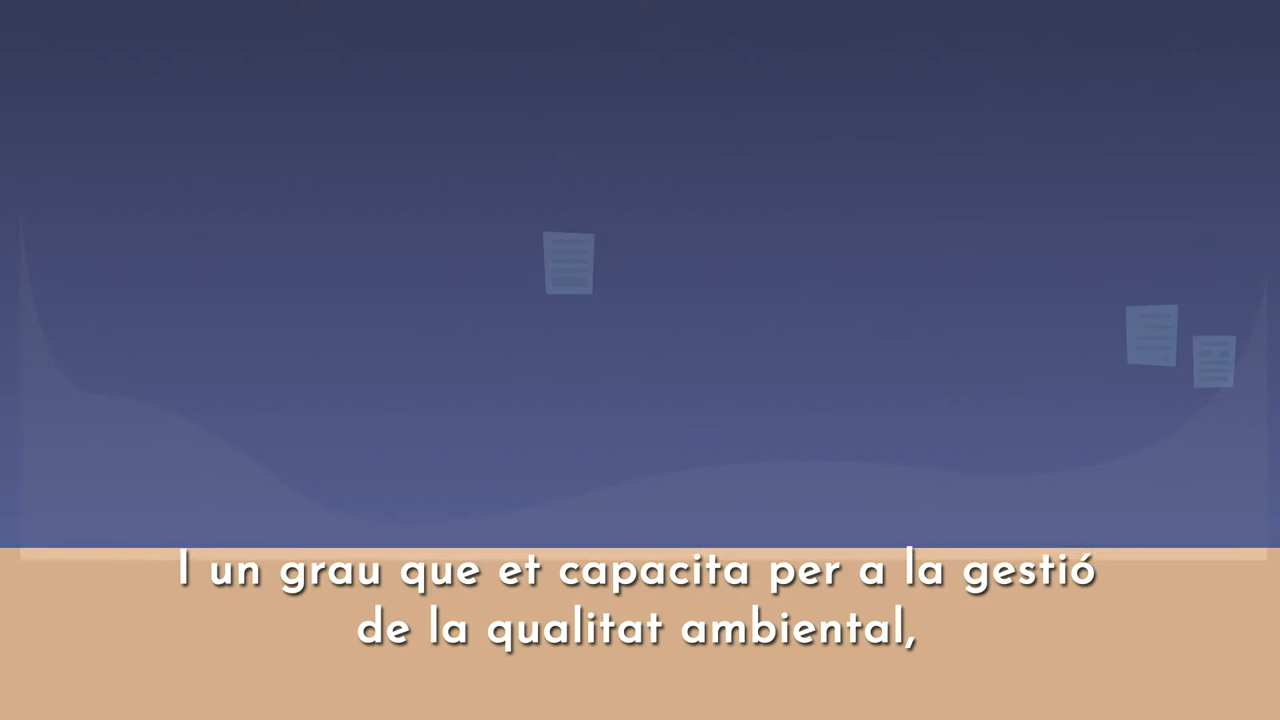 I un grau que et capacita per a la gestió
de la qualitat ambiental,